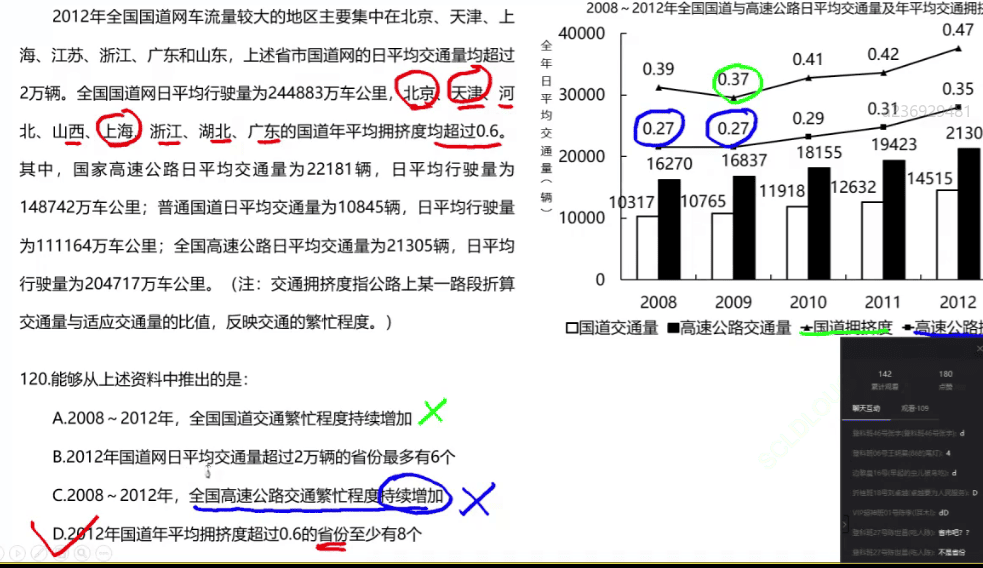 2012年全国国道网车流量较大的地区主要集中在北京、天津、上
海、江苏、浙江、广东和山东，上述省市国道网的日平均交通量均超过
2万辆。全国国道网日平均行驶量为244883万车公里，北京、天津、河
北、山西、上海、浙江、湖北、广东的国道年平均拥挤度均超过0.6。
其中，国家高速公路日平均交通量为22181辆，日平均行驶量为
148742万车公里；普通国道日平均交通量为10845辆，日平均行驶量
为111164万车公里；全国高速公路日平均交通量为21305辆，日平均
行驶量为204717万车公里。（注：交通拥挤度指公路上某一路段折算
交通量与适应交通量的比值，反映交通的繁忙程度。）
120.能够从上述资料中推出的是：
A.2008～2012年，全国国道交通繁忙程度持续增加
B.2012年国道网日平均交通量超过2万辆的省份最多有6个
C.2008～2012年，全国高速公路交通繁忙程度持续增加
D.2012年国道年平均拥挤度超过0.6的省份至少有8个
2008～2012年全国国道与高速公路日平均交通量及年平均交通拥挤
全年日平均交通量（辆）
40000
30000
20000
10000
0
0.39
0.37
0.41
0.42
0.47
0.27
0.27
0.29
0.31
0.35
16270
16837
18155
19423
2130
10317
10765
11918
12632
14515
2008
2009
2010
2011
2012
国道交通量
高速公路交通量
国道拥挤度
高速公路
3236929481
142
180
累计观看
点赞
聊天互动
观看·109
d
4
d
D
dD
省市吧？？
不是省份